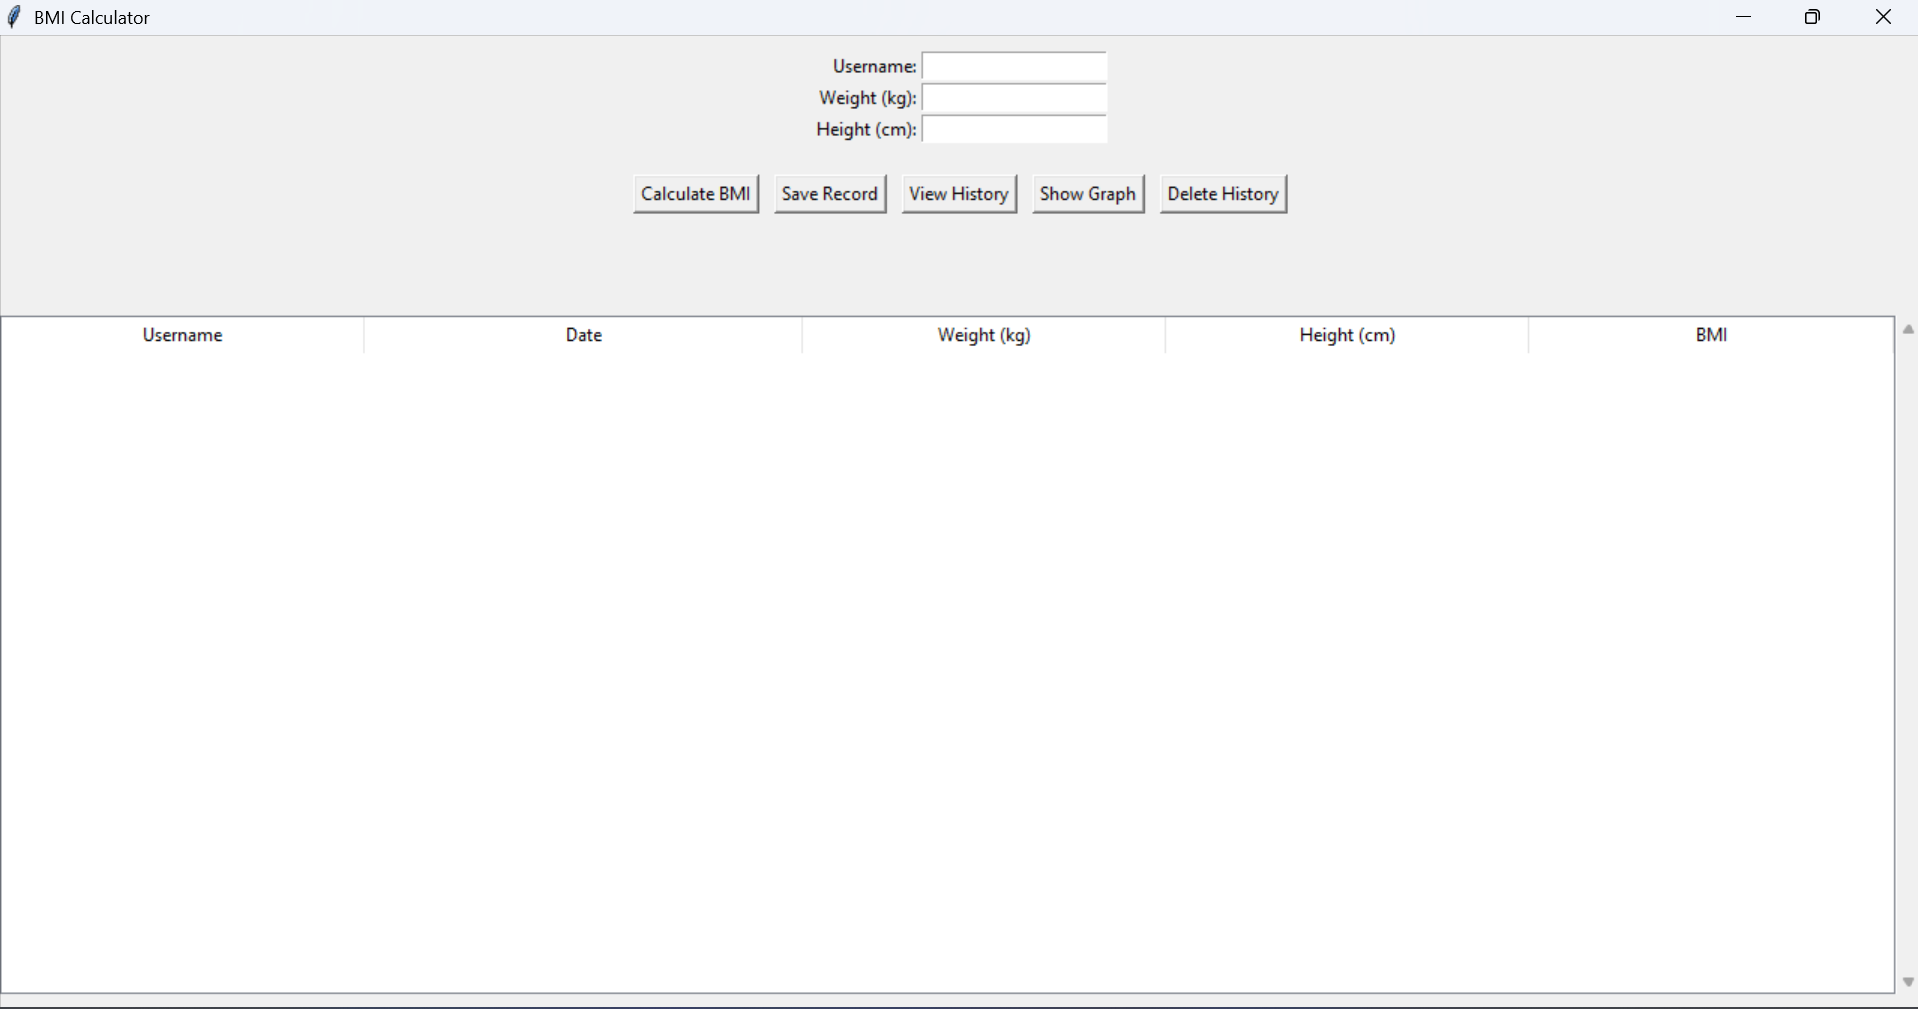 BMI Calculator
Username:
Weight (kg):
Height (cm):
Calculate BMI Save Record View History Show Graph Delete History
Username Date Weight (kg) Height (cm) BMI